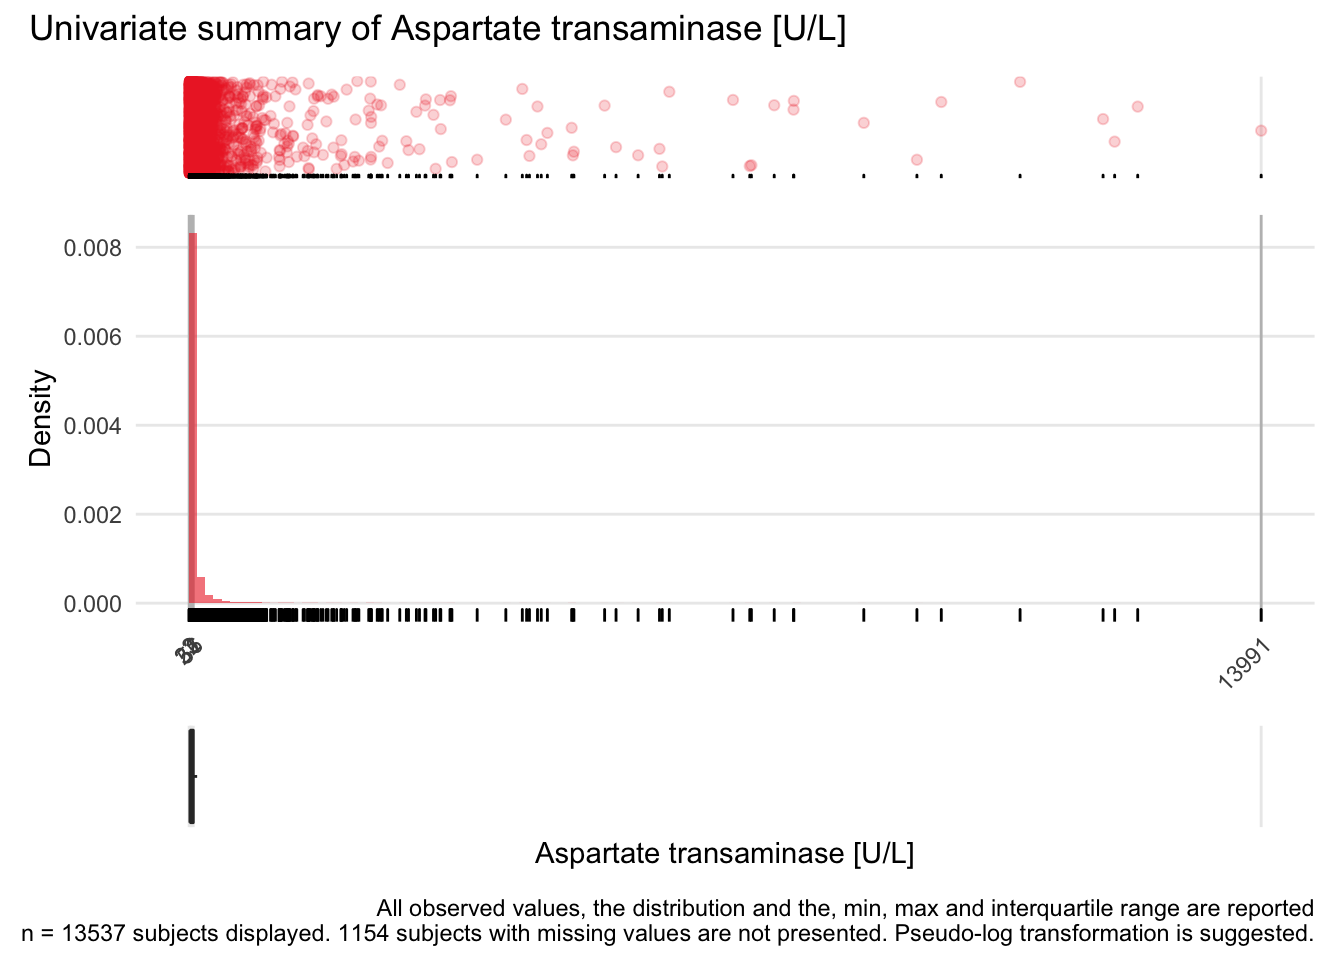 Univariate summary of Aspartate transaminase [U/L]
0.008
0.006
0.004
0.002
0.000
Density
13991
Aspartate transaminase [U/L]
All observed values, the distribution and the, min, max and interquartile range are reported
n = 13537 subjects displayed. 1154 subjects with missing values are not presented. Pseudo-log transformation is suggested.